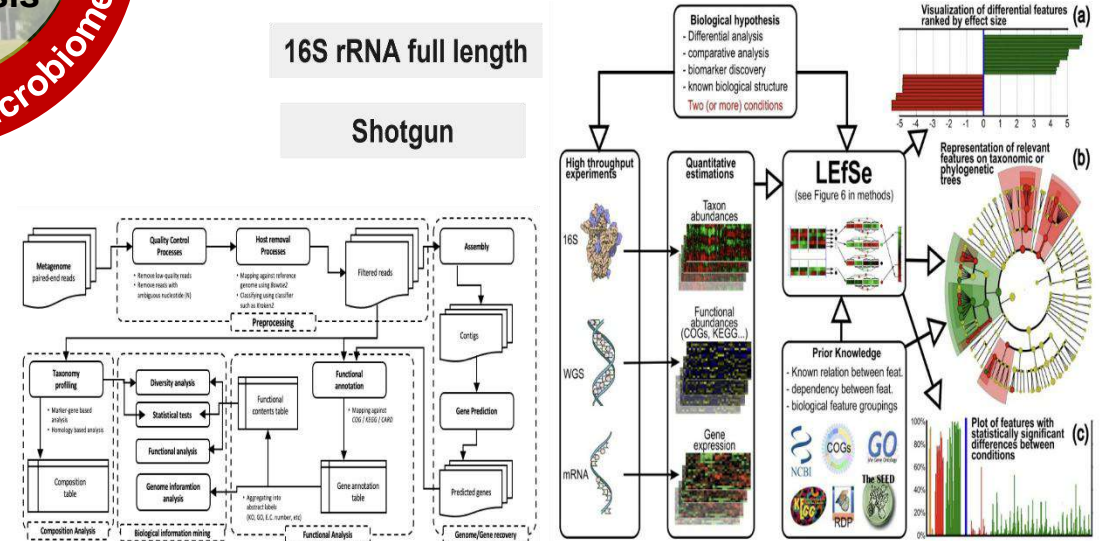 sis
icrobiome
16S rRNA full length
Shotgun
Metagenome
paired-end reads
Quality Control
Processes
• Remove low-quality reads
• Remove reads with
ambiguous nucleotide (N)
Host removal
Processes
• Mapping against reference
genome using Bowtie2
• Classifying using classifier
such as Kraken2
Filtered reads
Preprocessing
Assembly
Contigs
Gene Prediction
Predicted genes
Genome/Gene recovery
Taxonomy
profiling
• Marker-gene based
analysis
• Homology based analysis
Composition
table
Composition Analysis
Diversity analysis
Statistical tests
Functional analysis
Genome inforamtion
analysis
Biological information mining
Functional
contents table
Functional
annotation
• Mapping against
COG / KEGG / CARD
Gene annotation
table
• Aggregating into
abstract labels
(KO, GO, E.C. number, etc)
Functional Analysis
Biological hypothesis
- Differential analysis
- comparative analysis
- biomarker discovery
- known biological structure
Two (or more) conditions
High throughput
experiments
16S
WGS
mRNA
Quantitative
estimations
Taxon
abundances
Functional
abundances
(COGs, KEGG...)
Gene
expression
LEfSe
(see Figure 6 in methods)
Prior Knowledge
- Known relation between feat.
- dependency between feat.
- biological feature groupings
NCBI
COGs
GO
the Gene Ontology
KEGG
RDP
The SEED
Visualization of differential features
ranked by effect size
(a)
-5 -4 -3 -2 -1 0 1 2 3 4 5
Representation of relevant
features on taxonomic or
phylogenetic
trees
(b)
Plot of features with
statistically significant
differences between
conditions
(c)
100%
80%
60%
40%
20%
0%